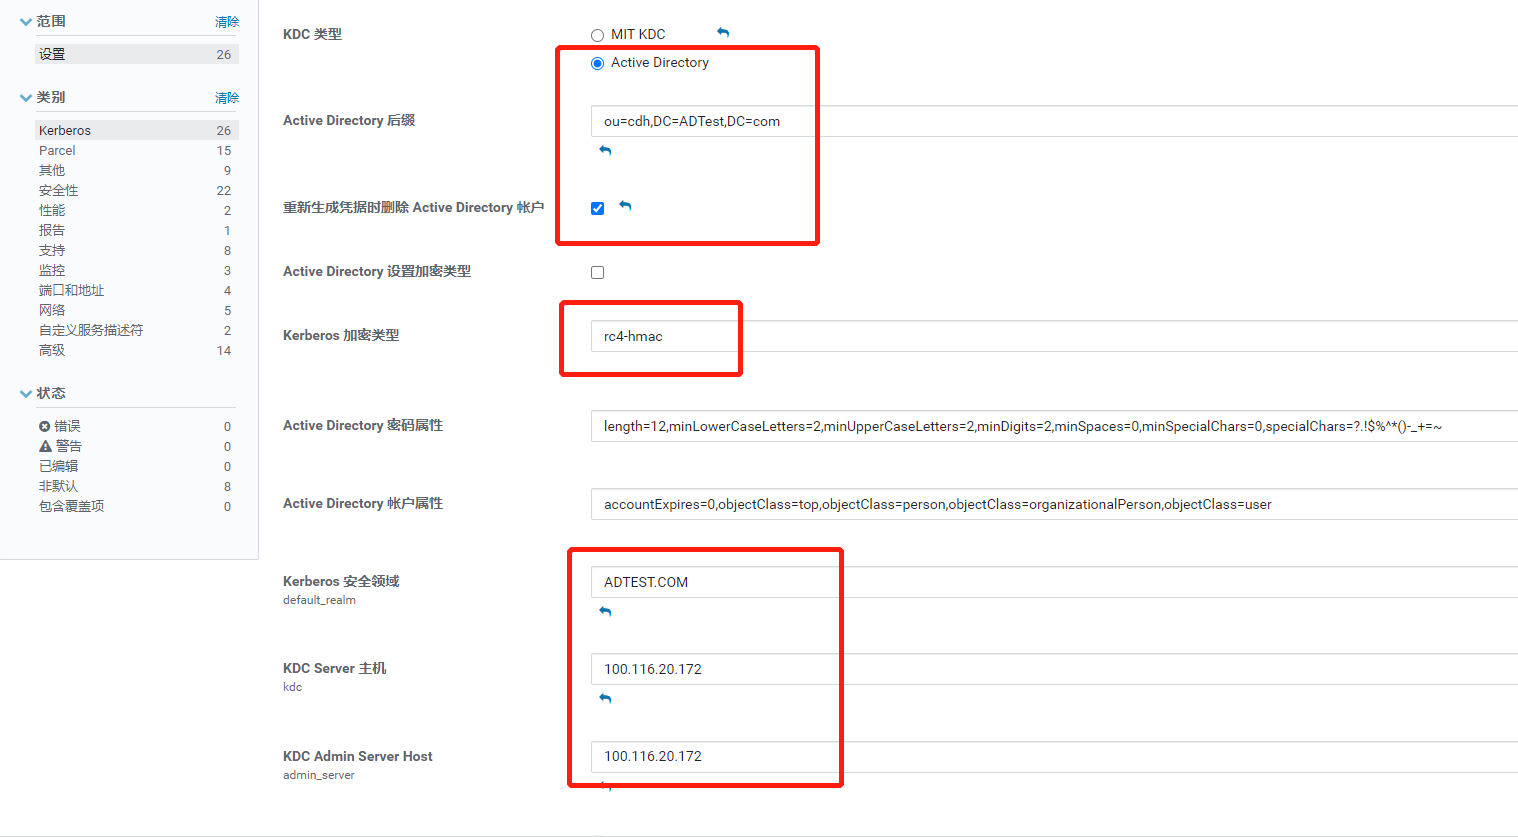 范围 清除
设置 26
类别 清除
Kerberos 26
Parcel 15
其他 9
安全性 22
性能 2
报告 1
支持 8
监控 3
端口和地址 4
网络 5
自定义服务描述符 2
高级 14
状态
错误 0
警告 0
已编辑 0
非默认 8
包含覆盖项 0
KDC 类型
MIT KDC
Active Directory
Active Directory 后缀
ou=cdh,DC=ADTest,DC=com
重新生成凭据时删除 Active Directory 帐户
Active Directory 设置加密类型
Kerberos 加密类型
rc4-hmac
Active Directory 密码属性
length=12,minLowerCaseLetters=2,minUpperCaseLetters=2,minDigits=2,minSpaces=0,minSpecialChars=0,specialChars=?.!$%^*()-_+=~
Active Directory 帐户属性
accountExpires=0,objectClass=top,objectClass=person,objectClass=organizationalPerson,objectClass=user
Kerberos 安全领域
default_realm
ADTEST.COM
KDC Server 主机
kdc
100.116.20.172
KDC Admin Server Host
admin_server
100.116.20.172